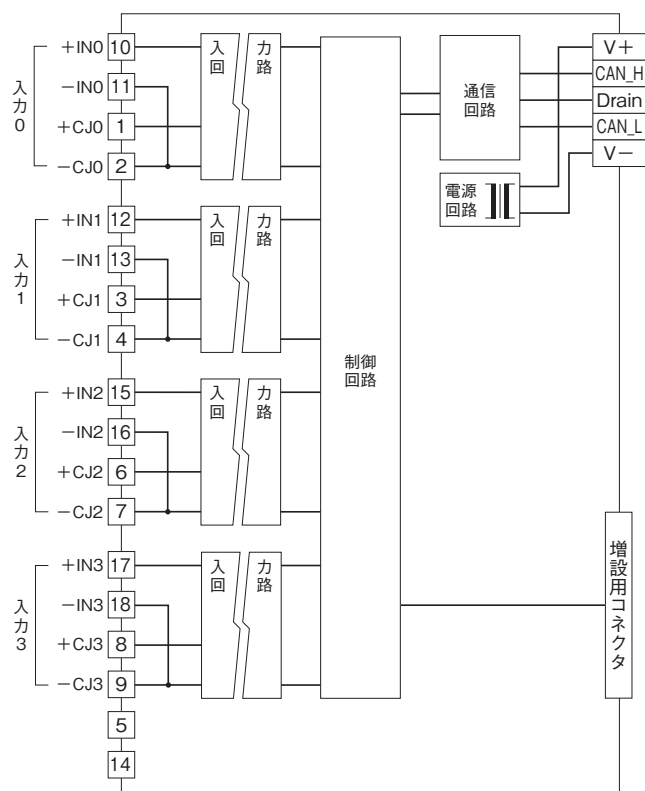 入力0
+IN0 10
−IN0 11
+CJ0 1
−CJ0 2
入力
回路
入力1
+IN1 12
−IN1 13
+CJ1 3
−CJ1 4
入力
回路
入力2
+IN2 15
−IN2 16
+CJ2 6
−CJ2 7
入力
回路
入力3
+IN3 17
−IN3 18
+CJ3 8
−CJ3 9
入力
回路
5
14
制御
回路
通信
回路
電源
回路
V+
CAN_H
Drain
CAN_L
V−
増設用コネクタ